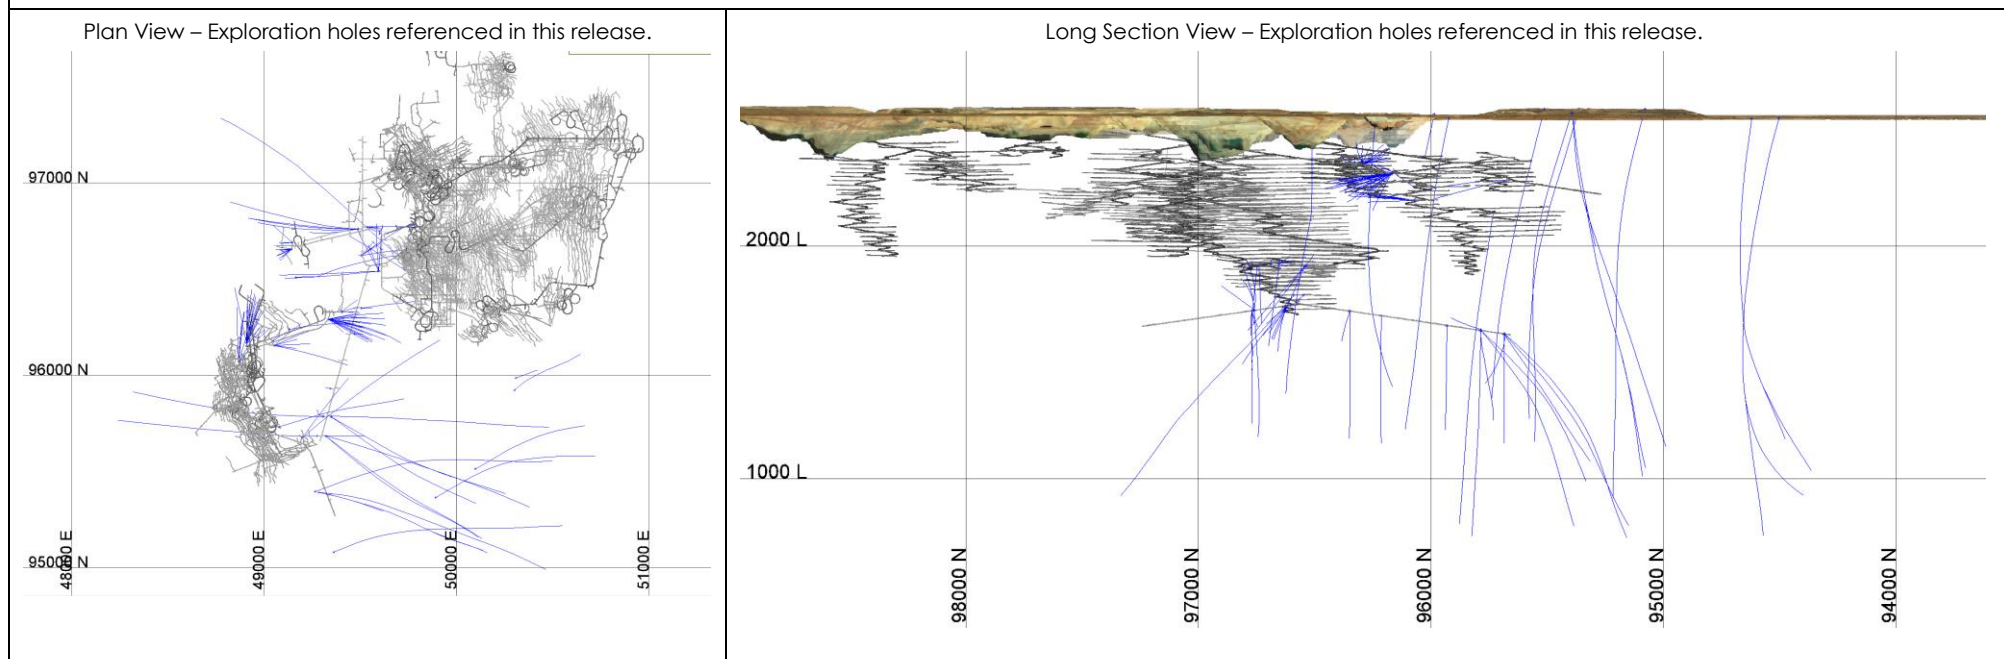 Plan View – Exploration holes referenced in this release.
97000 N
96000 N
95000 N
48000 E
49000 E
50000 E
51000 E
Long Section View – Exploration holes referenced in this release.
2000 L
1000 L
98000 N
97000 N
96000 N
95000 N
94000 N